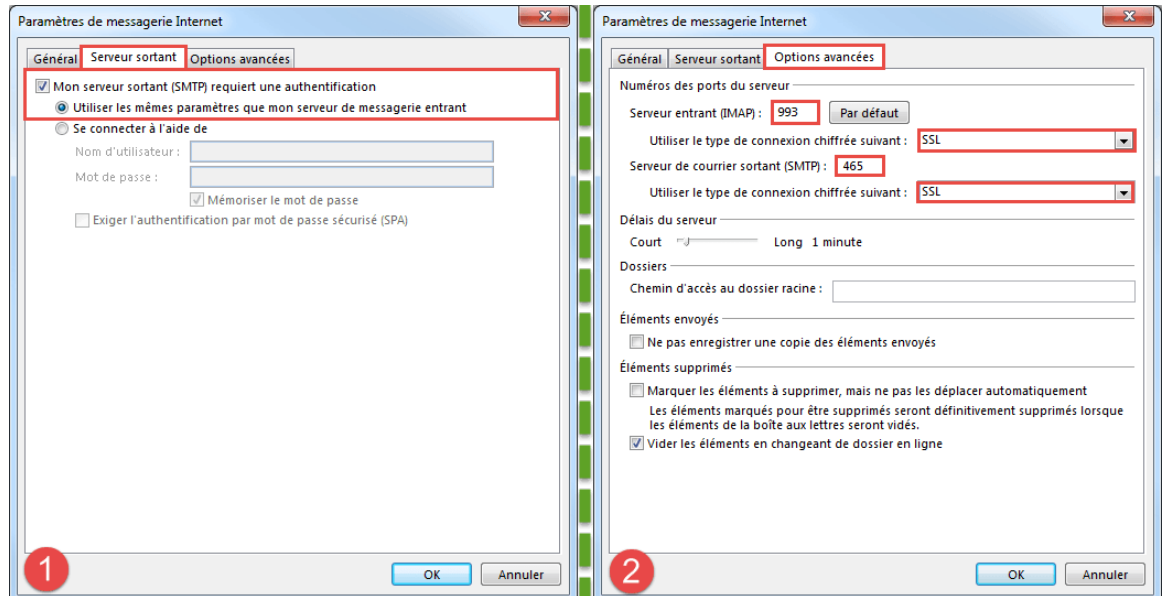 Paramètres de messagerie Internet
Général Serveur sortant Options avancées
Mon serveur sortant (SMTP) requiert une authentification
Utiliser les mêmes paramètres que mon serveur de messagerie entrant
Se connecter à l'aide de
Nom d'utilisateur :
Mot de passe :
Mémoriser le mot de passe
Exiger l'authentification par mot de passe sécurisé (SPA)
1
OK Annuler
Paramètres de messagerie Internet
Général Serveur sortant Options avancées
Numéros des ports du serveur
Serveur entrant (IMAP) : 993 Par défaut
Utiliser le type de connexion chiffrée suivant : SSL
Serveur de courrier sortant (SMTP) : 465
Utiliser le type de connexion chiffrée suivant : SSL
Délais du serveur
Court Long 1 minute
Dossiers
Chemin d'accès au dossier racine :
Éléments envoyés
Ne pas enregistrer une copie des éléments envoyés
Éléments supprimés
Marquer les éléments à supprimer, mais ne pas les déplacer automatiquement
Les éléments marqués pour être supprimés seront définitivement supprimés lorsque
les éléments de la boîte aux lettres seront vidés.
Vider les éléments en changeant de dossier en ligne
2
OK Annuler